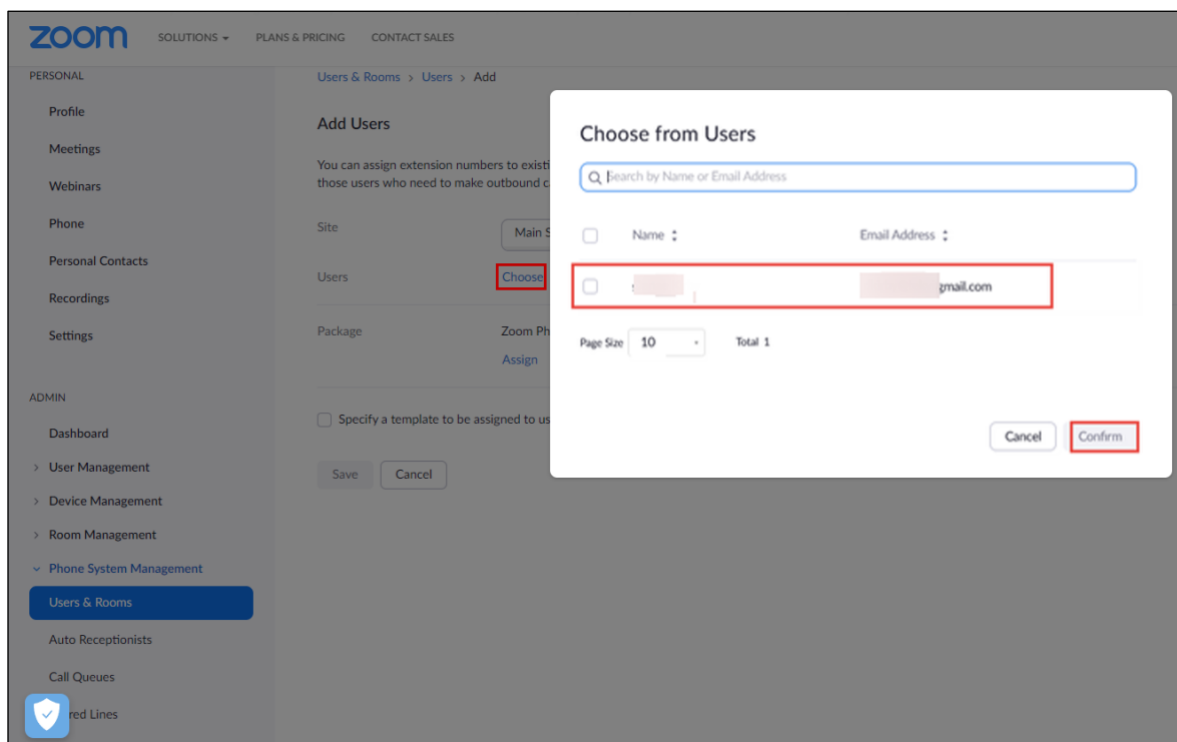 zoom SOLUTIONS PLANS & PRICING CONTACT SALES
PERSONAL
Profile
Meetings
Webinars
Phone
Personal Contacts
Recordings
Settings
ADMIN
Dashboard
User Management
Device Management
Room Management
Phone System Management
Users & Rooms
Auto Receptionists
Call Queues
red Lines
Users & Rooms > Users > Add
Add Users
You can assign extension numbers to existi
those users who need to make outbound c
Site Main S
Users Choose
Package Zoom Ph
Assign
Specify a template to be assigned to us
Save Cancel
Choose from Users
Search by Name or Email Address
Name Email Address
gmail.com
Page Size 10 Total 1
Cancel Confirm